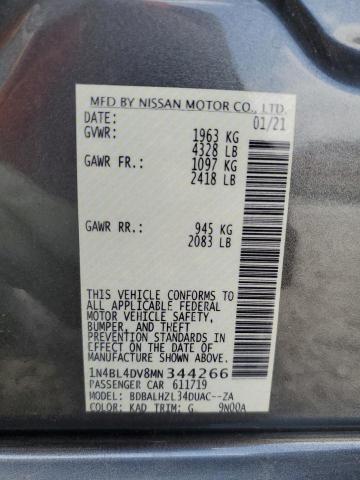 MFD BY NISSAN MOTOR CO., LTD.
DATE: 01/21
GVWR: 1963 KG
4328 LB
GAWR FR.: 1097 KG
2418 LB
GAWR RR.: 945 KG
2083 LB
THIS VEHICLE CONFORMS TO
ALL APPLICABLE FEDERAL
MOTOR VEHICLE SAFETY,
BUMPER, AND THEFT
PREVENTION STANDARDS IN
EFFECT ON THE DATE OF
MANUFACTURE SHOWN ABOVE.
1N4BL4DV8MN344266
PASSENGER CAR 611719
MODEL: BDBALHZL34DUAC--ZA
COLOR: KAD TRIM: G 9N00A